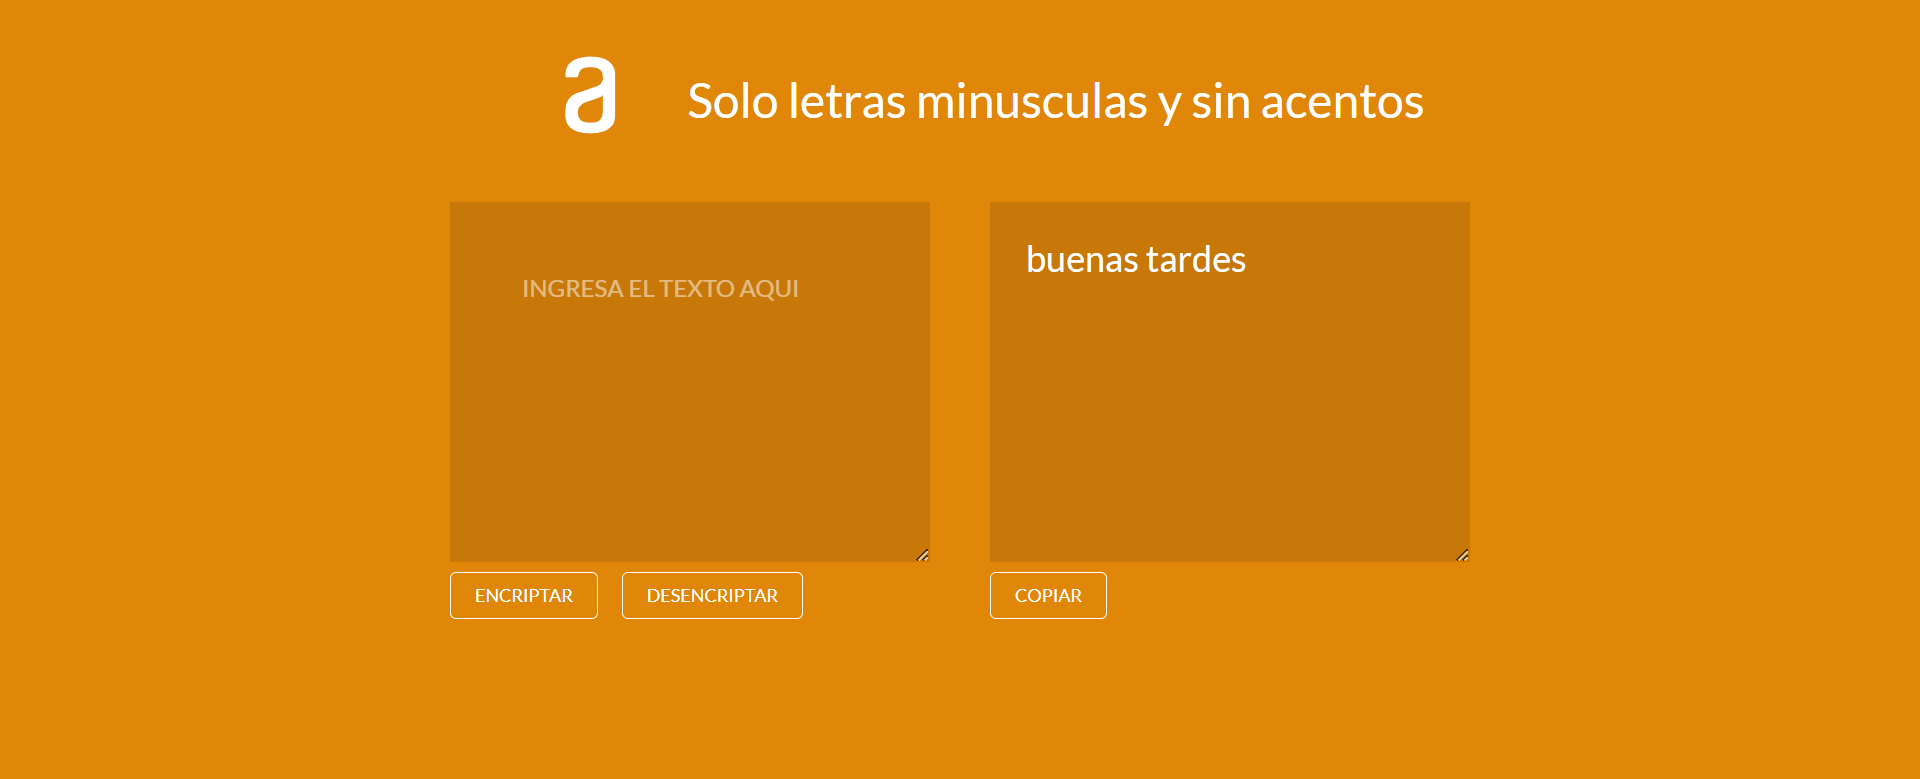 a
Solo letras minusculas y sin acentos
INGRESA EL TEXTO AQUI
buenas tardes
ENCRIPTAR
DESENCRIPTAR
COPIAR